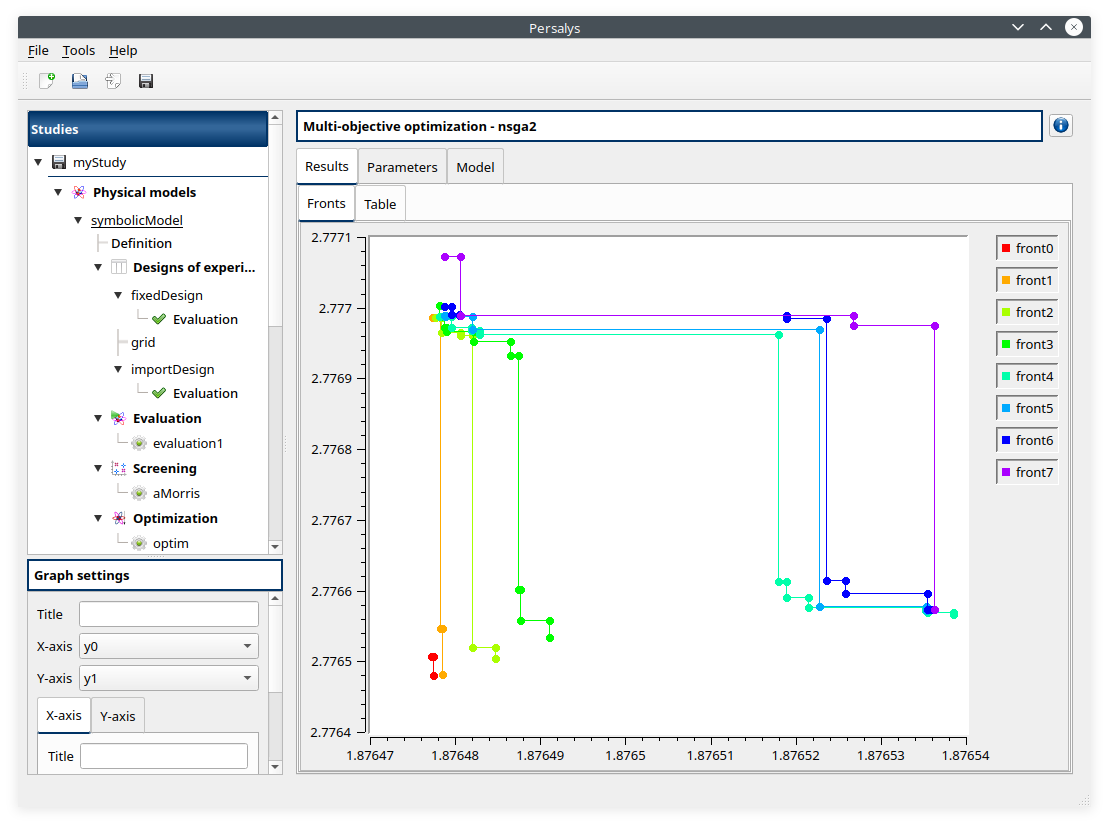 Persalys
File Tools Help
Studies
myStudy
Physical models
symbolicModel
Definition
Designs of experi...
fixedDesign
Evaluation
grid
importDesign
Evaluation
Evaluation
evaluation1
Screening
aMorris
Optimization
optim
Graph settings
Title
X-axis y0
Y-axis y1
X-axis Y-axis
Title
Multi-objective optimization - nsga2
Results Parameters Model
Fronts Table
2.7771
2.777
2.7769
2.7768
2.7767
2.7766
2.7765
2.7764
1.87647 1.87648 1.87649 1.8765 1.87651 1.87652 1.87653 1.87654
front0
front1
front2
front3
front4
front5
front6
front7